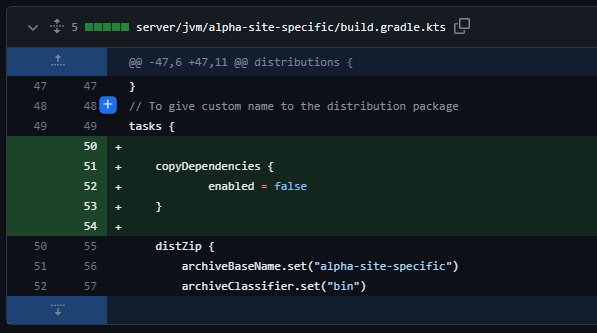 5 server/jvm/alpha-site-specific/build.gradle.kts
@@ -47,6 +47,11 @@ distributions {
47 47 }
48 48 // To give custom name to the distribution package
49 49 tasks {
50 +
51 + copyDependencies {
52 + enabled = false
53 + }
54 +
50 55 distZip {
51 56 archiveBaseName.set("alpha-site-specific")
52 57 archiveClassifier.set("bin")